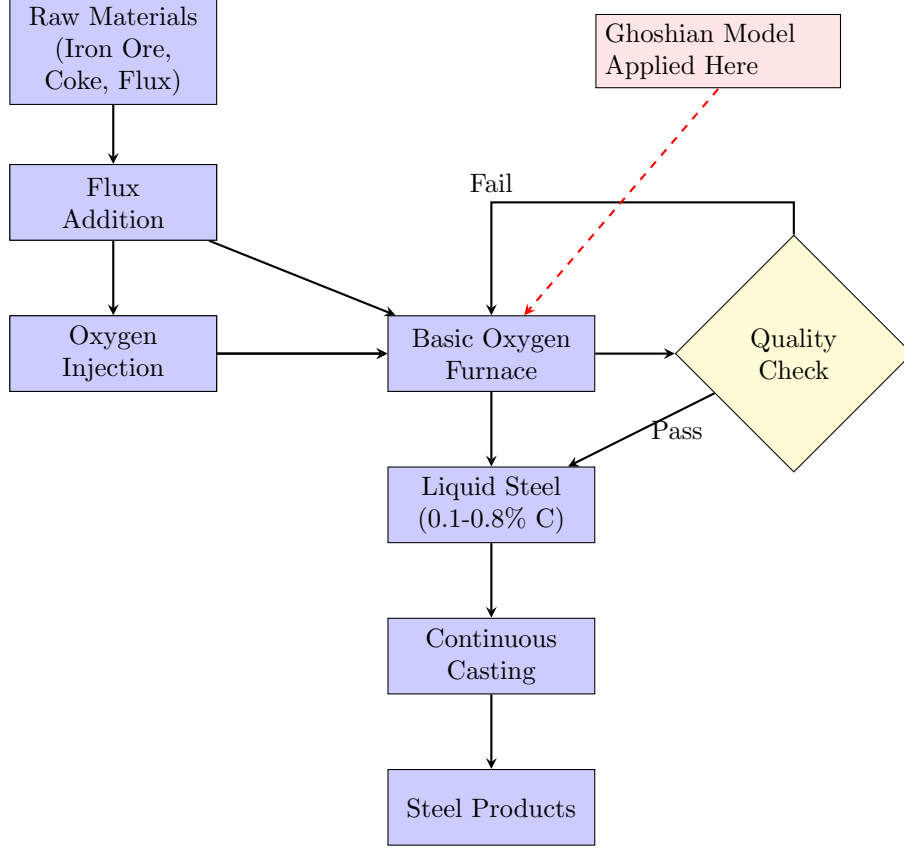 Raw Materials
(Iron Ore,
Coke, Flux)
Ghoshian Model
Applied Here
Flux
Addition
Fail
Oxygen
Injection
Basic Oxygen
Furnace
Quality
Check
Pass
Liquid Steel
(0.1-0.8% C)
Continuous
Casting
Steel Products